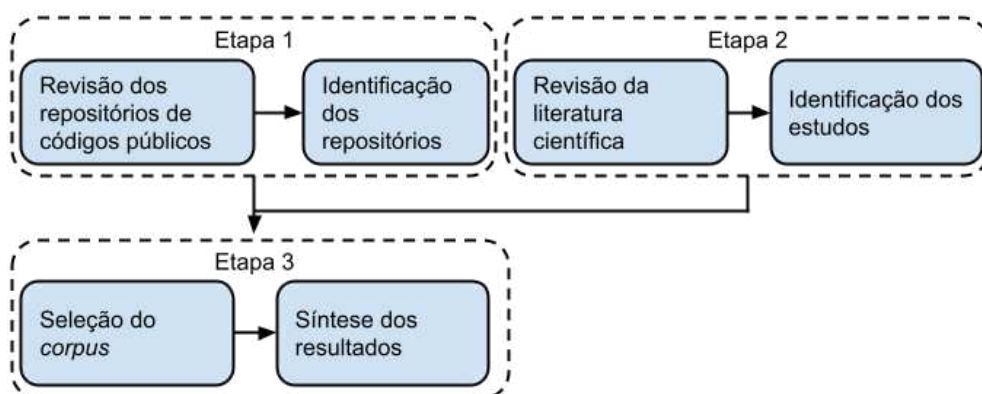 Etapa 1
Revisão dos
repositórios de
códigos públicos
Identificação
dos
repositórios
Etapa 2
Revisão da
literatura
científica
Identificação dos
estudos
Etapa 3
Seleção do
corpus
Síntese dos
resultados